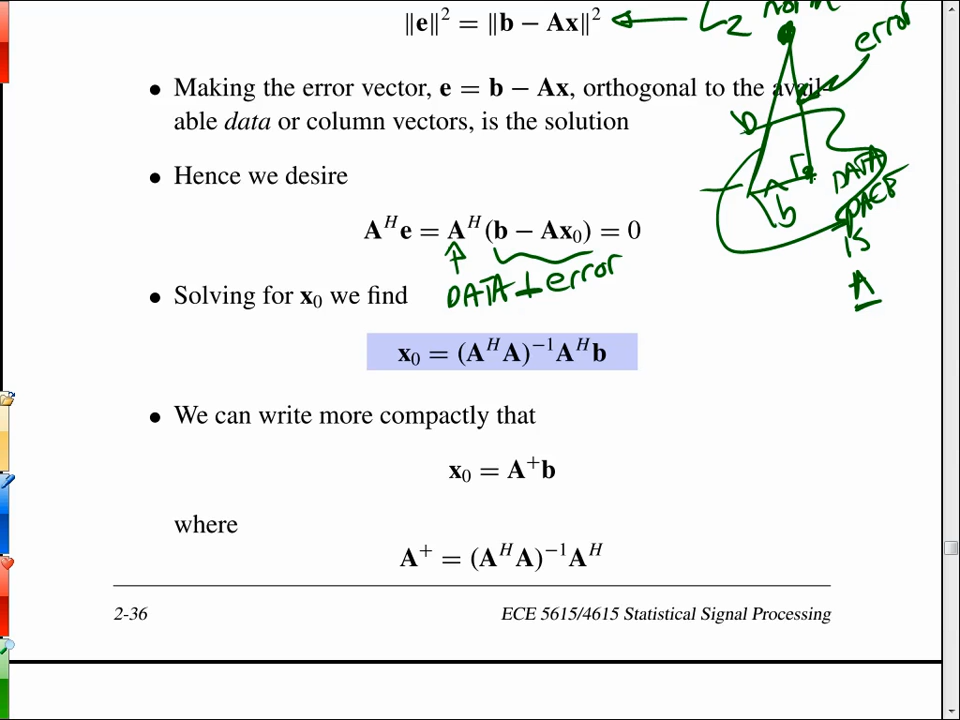 ‖e‖² = ‖b − Ax‖² L2 norm
error
• Making the error vector, e = b − Ax, orthogonal to the avail-
able data or column vectors, is the solution
b
• Hence we desire
DATA
SPACE
b
IS
A
Aᴴe = Aᴴ(b − Ax₀) = 0
DATA ⊥ error
• Solving for x₀ we find
x₀ = (AᴴA)⁻¹Aᴴb
• We can write more compactly that
x₀ = A⁺b
where
A⁺ = (AᴴA)⁻¹Aᴴ
2-36 ECE 5615/4615 Statistical Signal Processing